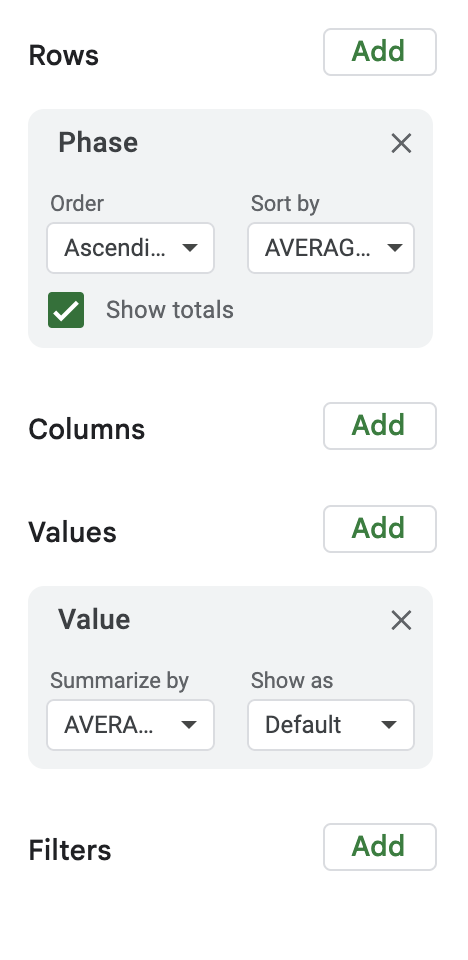 Rows Add
Phase
Order Sort by
Ascendi... AVERAG...
Show totals
Columns Add
Values Add
Value
Summarize by Show as
AVERA... Default
Filters Add